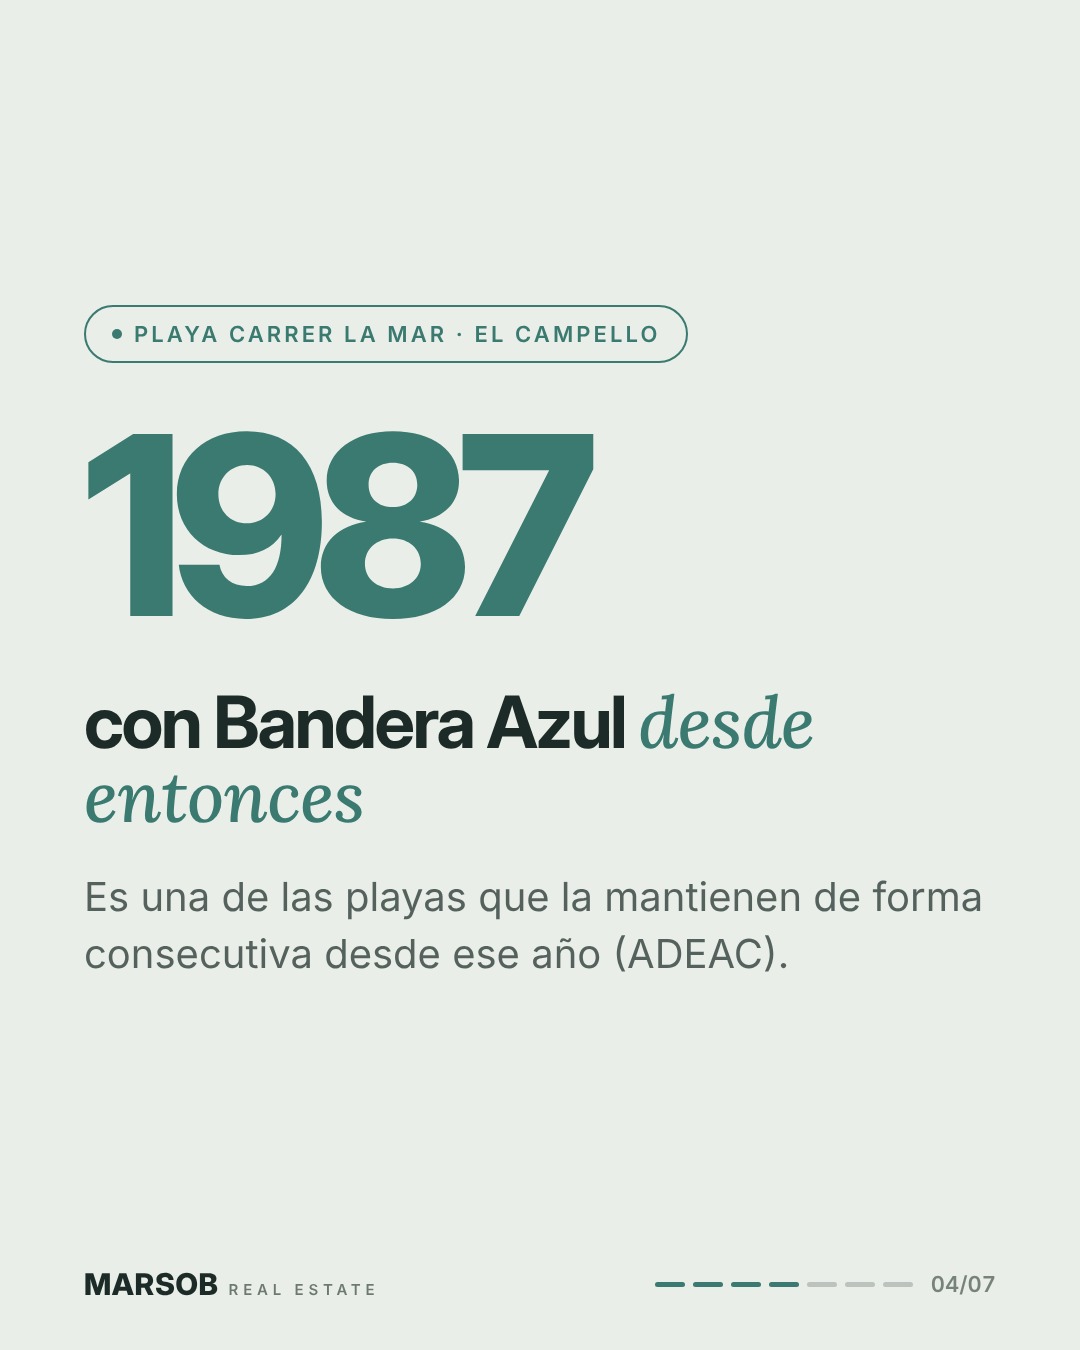 PLAYA CARRER LA MAR · EL CAMPELLO
1987
con Bandera Azul desde
entonces
Es una de las playas que la mantienen de forma
consecutiva desde ese año (ADEAC).
MARSOB REAL ESTATE
04/07